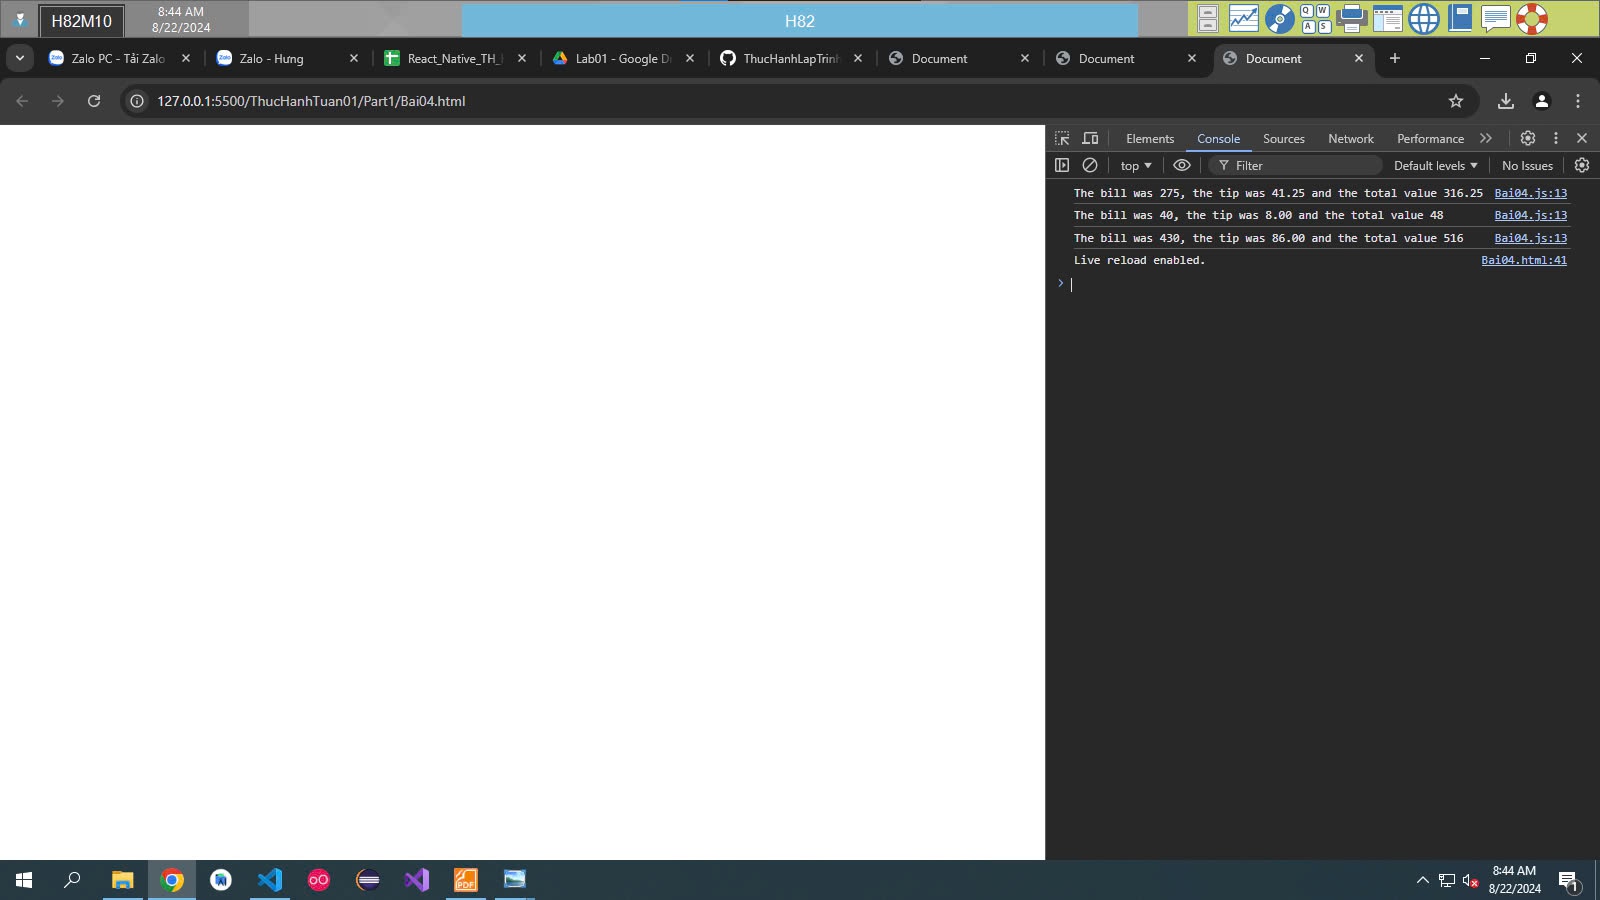 H82M10
8:44 AM
8/22/2024
H82
Q W
A S
Zalo PC - Tải Zalo
Zalo - Hưng
React_Native_TH_
Lab01 - Google D
ThucHanhLapTrinh
Document
Document
Document
127.0.0.1:5500/ThucHanhTuan01/Part1/Bai04.html
Elements Console Sources Network Performance
top Filter Default levels No Issues
The bill was 275, the tip was 41.25 and the total value 316.25 Bai04.js:13
The bill was 40, the tip was 8.00 and the total value 48 Bai04.js:13
The bill was 430, the tip was 86.00 and the total value 516 Bai04.js:13
Live reload enabled. Bai04.html:41
PDF
8:44 AM
8/22/2024
1